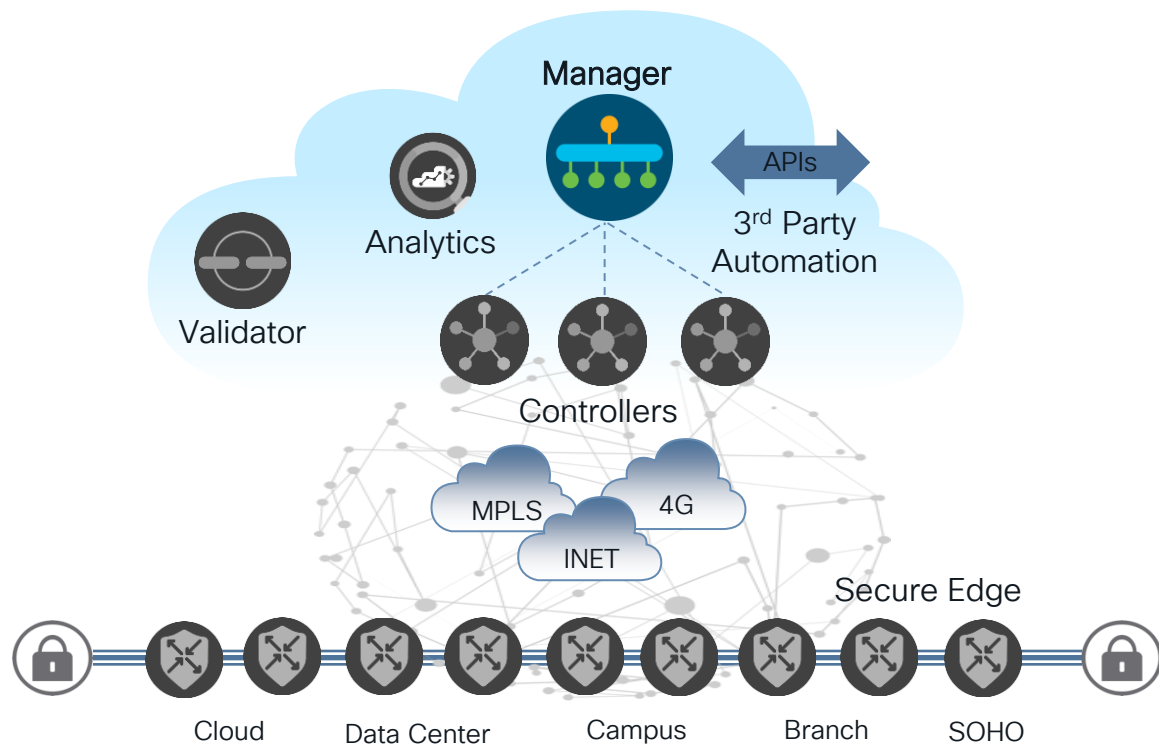 Manager
APIs
Analytics
3rd Party
Automation
Validator
Controllers
MPLS
4G
INET
Secure Edge
Cloud
Data Center
Campus
Branch
SOHO